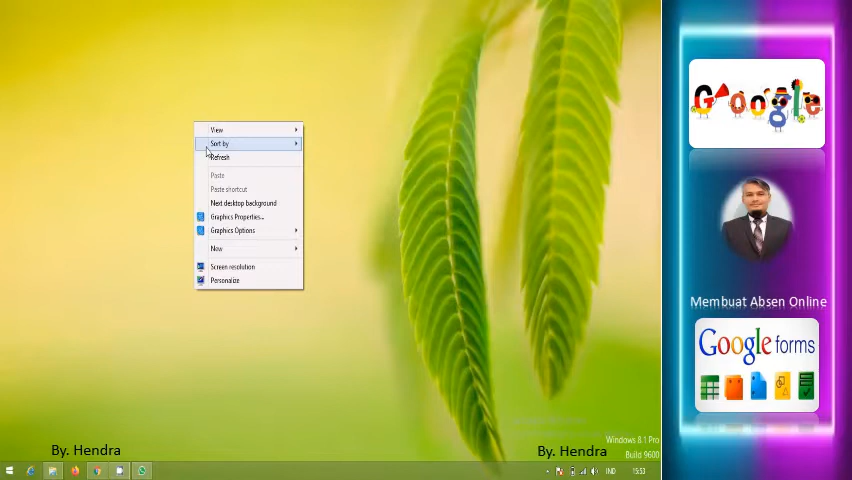 View
Sort by
Refresh
Paste
Paste shortcut
Next desktop background
Graphics Properties...
Graphics Options
New
Screen resolution
Personalize
By. Hendra
By. Hendra
Windows 8.1 Pro
Build 9600
IND
15:53
Google
Membuat Absen Online
Google forms